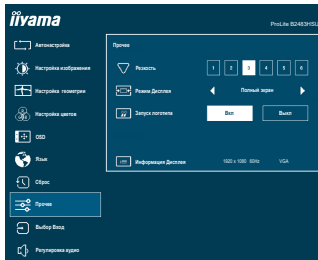 iiyama
ProLite B2483HSU
Автонастройка
Настройка изображения
Настройка геометрии
Настройка цветов
OSD
Язык
Сброс
Прочее
Выбор Вход
Регулировка аудио
Прочее
Резкость 1 2 3 4 5 6
Режим Дисплея Полный экран
Запуск логотипа Вкл Выкл
Информация Дисплея 1920 x 1080 60Hz VGA